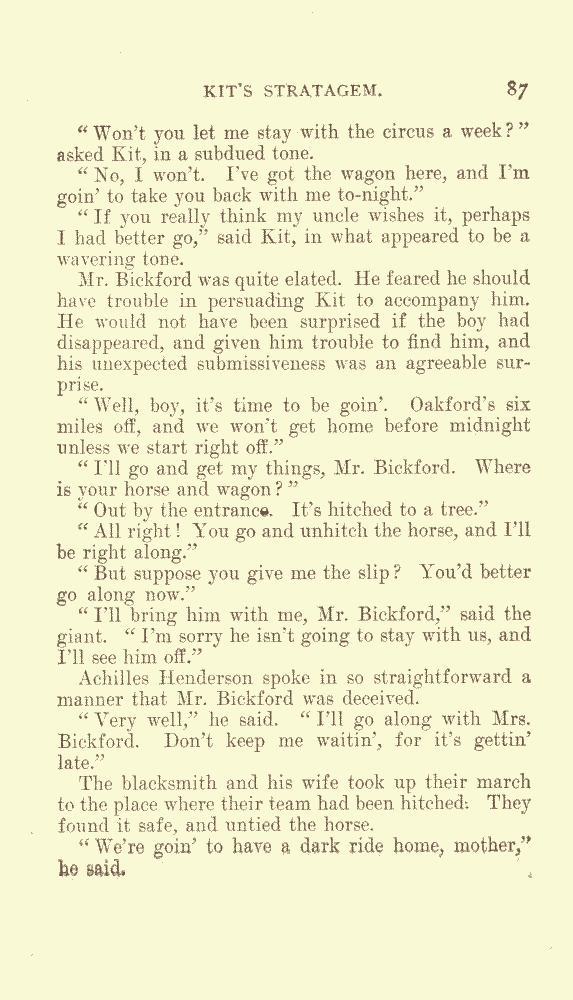 KIT'S STRATAGEM. 87
“Won't you let me stay with the circus a week?”
asked Kit, in a subdued tone.
“No, I won't. I've got the wagon here, and I'm
goin' to take you back with me to-night.”
“If you really think my uncle wishes it, perhaps
I had better go,” said Kit, in what appeared to be a
wavering tone.
Mr. Bickford was quite elated. He feared he should
have trouble in persuading Kit to accompany him.
He would not have been surprised if the boy had
disappeared, and given him trouble to find him, and
his unexpected submissiveness was an agreeable sur-
prise.
“Well, boy, it's time to be goin'. Oakford's six
miles off, and we won't get home before midnight
unless we start right off.”
“I'll go and get my things, Mr. Bickford. Where
is your horse and wagon?”
“Out by the entrance. It's hitched to a tree.”
“All right! You go and unhitch the horse, and I'll
be right along.”
“But suppose you give me the slip? You'd better
go along now.”
“I'll bring him with me, Mr. Bickford,” said the
giant. “I'm sorry he isn't going to stay with us, and
I'll see him off.”
Achilles Henderson spoke in so straightforward a
manner that Mr. Bickford was deceived.
“Very well,” he said. “I'll go along with Mrs.
Bickford. Don't keep me waitin', for it's gettin'
late.”
The blacksmith and his wife took up their march
to the place where their team had been hitched. They
found it safe, and untied the horse.
“We're goin' to have a dark ride home, mother,”
he said.